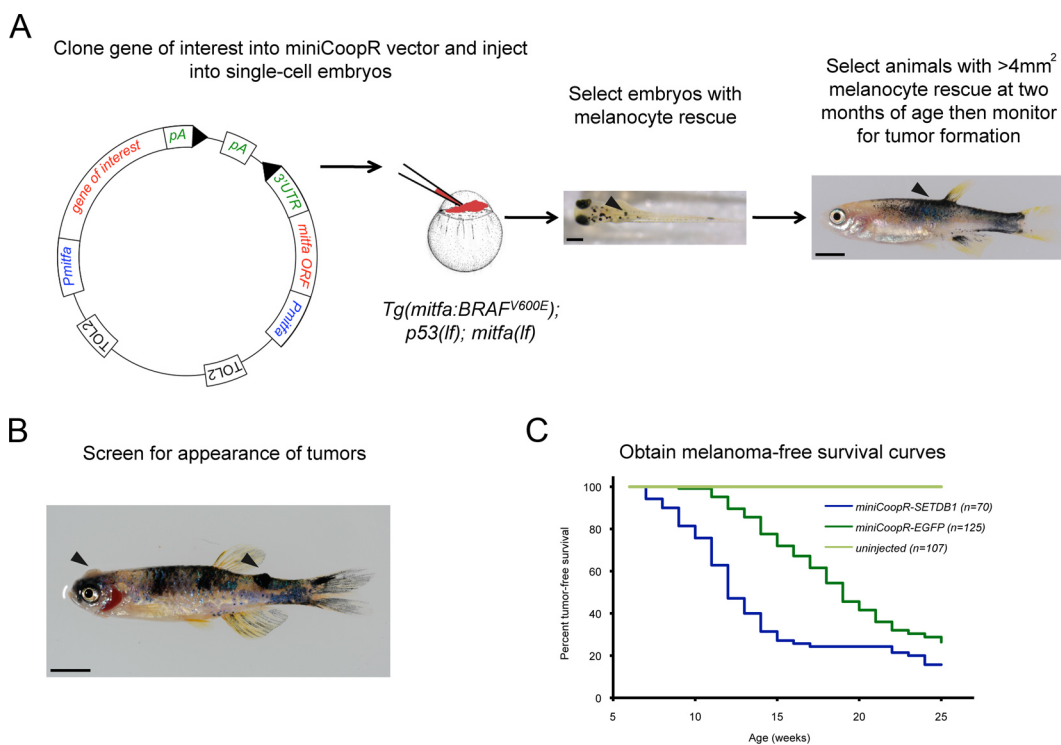 A
Clone gene of interest into miniCoopR vector and inject
into single-cell embryos
Select embryos with
melanocyte rescue
Select animals with >4mm²
melanocyte rescue at two
months of age then monitor
for tumor formation
gene of interest
pA
pA
3'UTR
mitfa ORF
Pmitfa
Pmitfa
TOL2
TOL2
Tg(mitfa:BRAFV600E);
p53(lf); mitfa(lf)
B
Screen for appearance of tumors
C
Obtain melanoma-free survival curves
Percent tumor-free survival
100
80
60
40
20
0
miniCoopR-SETDB1 (n=70)
miniCoopR-EGFP (n=125)
uninjected (n=107)
5
10
15
20
25
Age (weeks)